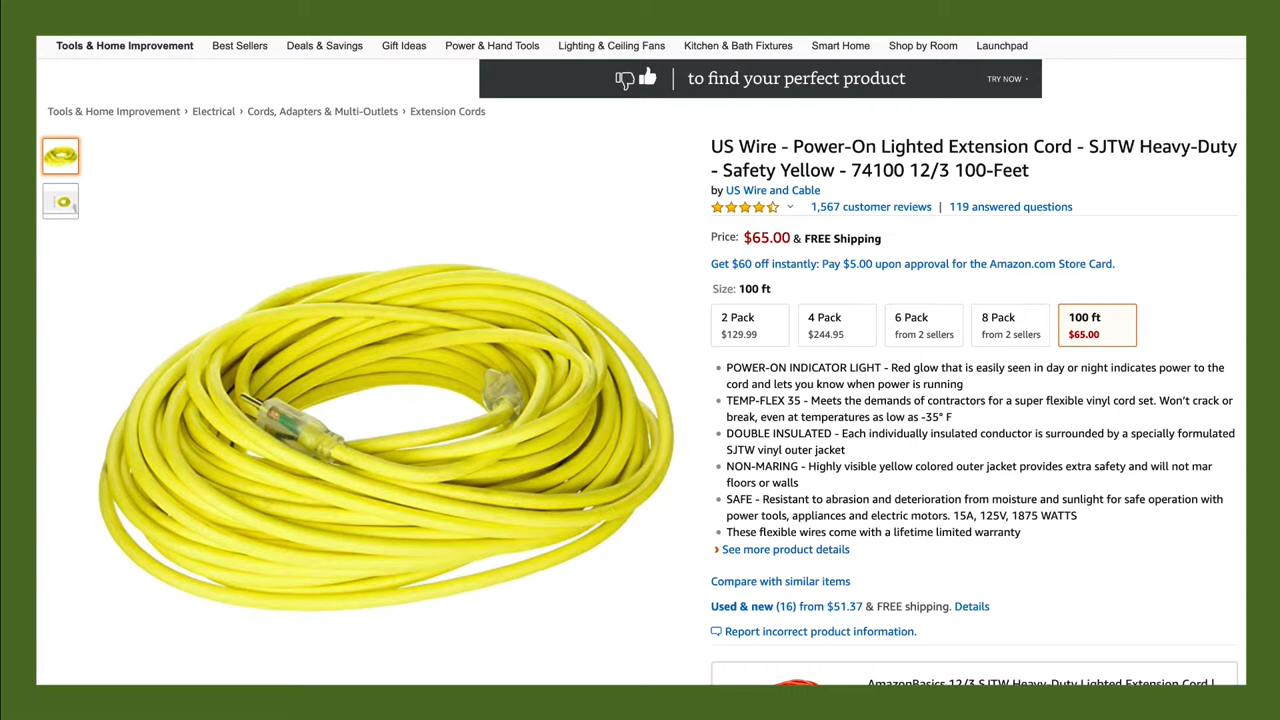 Tools & Home Improvement Best Sellers Deals & Savings Gift Ideas Power & Hand Tools Lighting & Ceiling Fans Kitchen & Bath Fixtures Smart Home Shop by Room Launchpad
to find your perfect product TRY NOW
Tools & Home Improvement › Electrical › Cords, Adapters & Multi-Outlets › Extension Cords
US Wire - Power-On Lighted Extension Cord - SJTW Heavy-Duty
- Safety Yellow - 74100 12/3 100-Feet
by US Wire and Cable
1,567 customer reviews | 119 answered questions
Price: $65.00 & FREE Shipping
Get $60 off instantly: Pay $5.00 upon approval for the Amazon.com Store Card.
Size: 100 ft
2 Pack 4 Pack 6 Pack 8 Pack 100 ft
$129.99 $244.95 from 2 sellers from 2 sellers $65.00
POWER-ON INDICATOR LIGHT - Red glow that is easily seen in day or night indicates power to the
cord and lets you know when power is running
TEMP-FLEX 35 - Meets the demands of contractors for a super flexible vinyl cord set. Won't crack or
break, even at temperatures as low as -35° F
DOUBLE INSULATED - Each individually insulated conductor is surrounded by a specially formulated
SJTW vinyl outer jacket
NON-MARING - Highly visible yellow colored outer jacket provides extra safety and will not mar
floors or walls
SAFE - Resistant to abrasion and deterioration from moisture and sunlight for safe operation with
power tools, appliances and electric motors. 15A, 125V, 1875 WATTS
These flexible wires come with a lifetime limited warranty
› See more product details
Compare with similar items
Used & new (16) from $51.37 & FREE shipping. Details
Report incorrect product information.
AmazonBasics 12/3 SJTW Heavy-Duty Lighted Extension Cord |